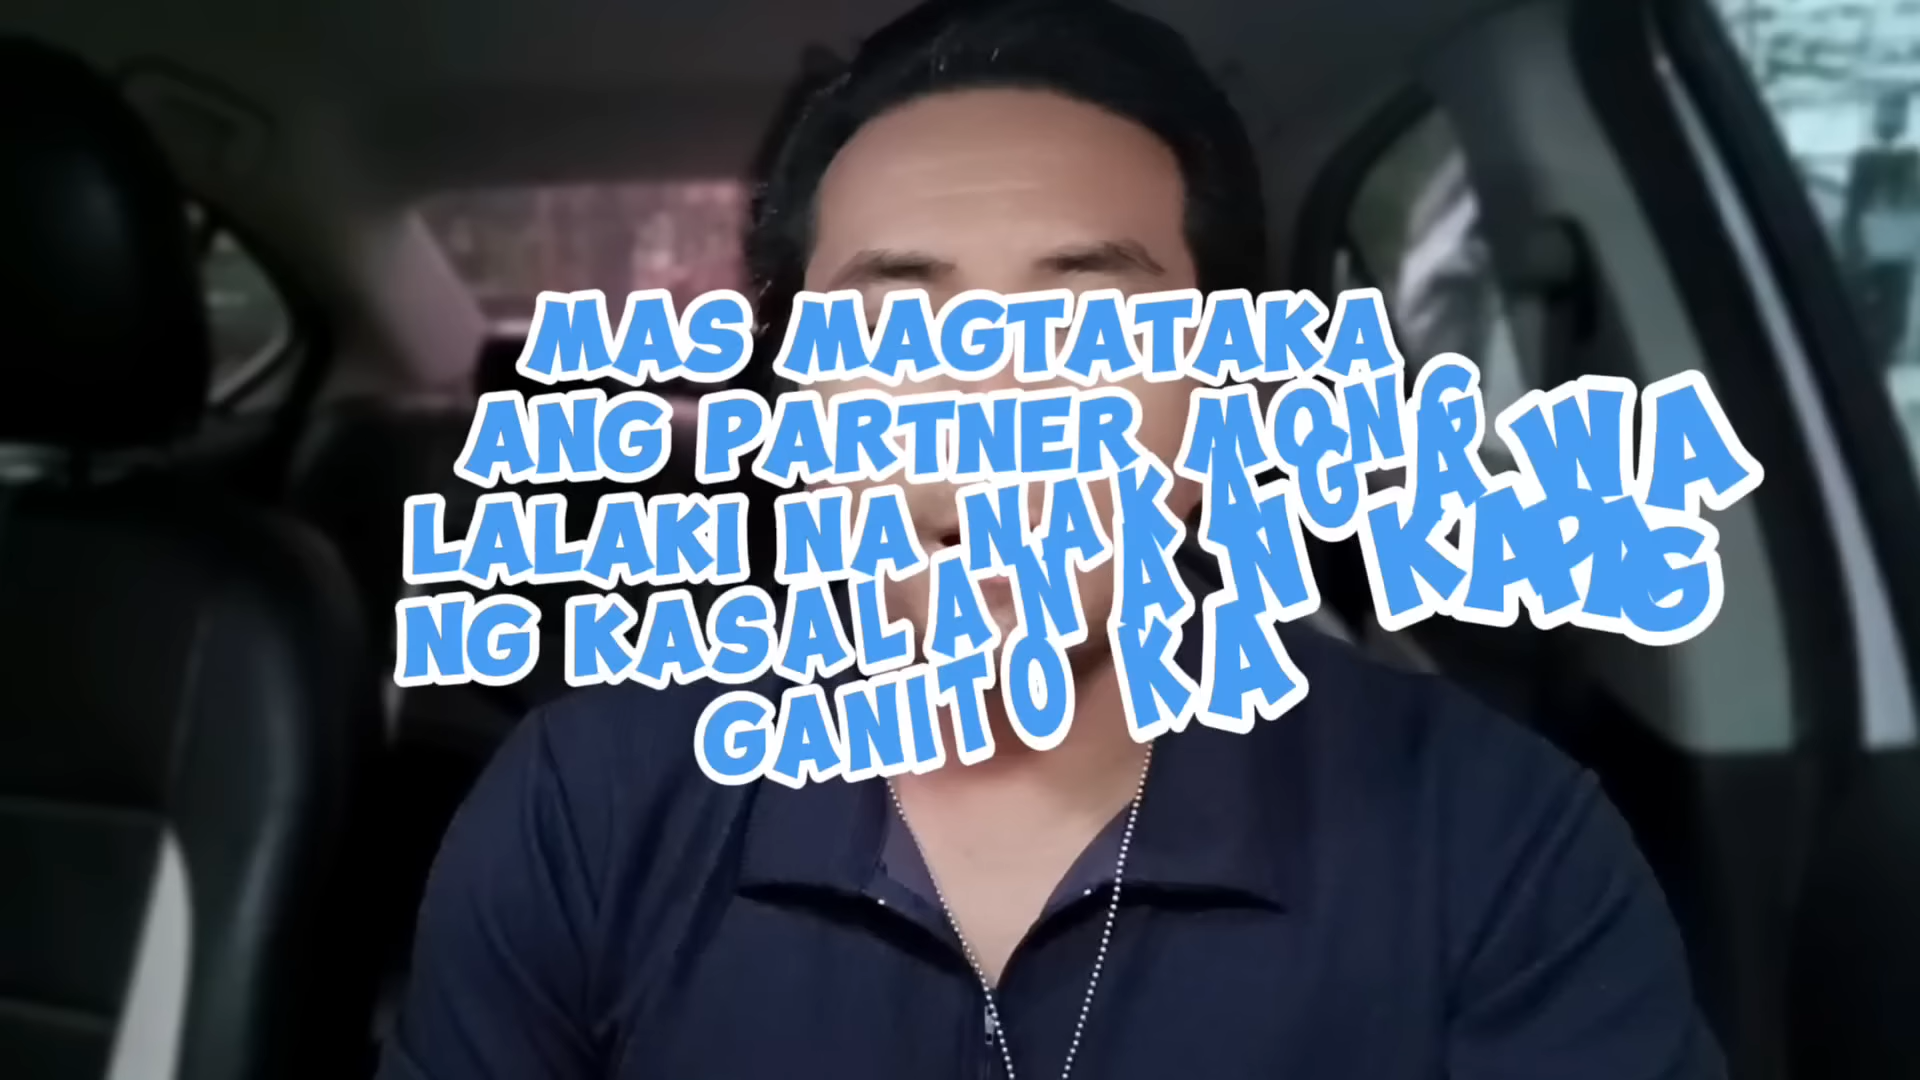 MAS MAGTATAKA
ANG PARTNER MONG
LALAKI NA NAKAGAWA
NG KASALANAN KAPAG
GANITO KA